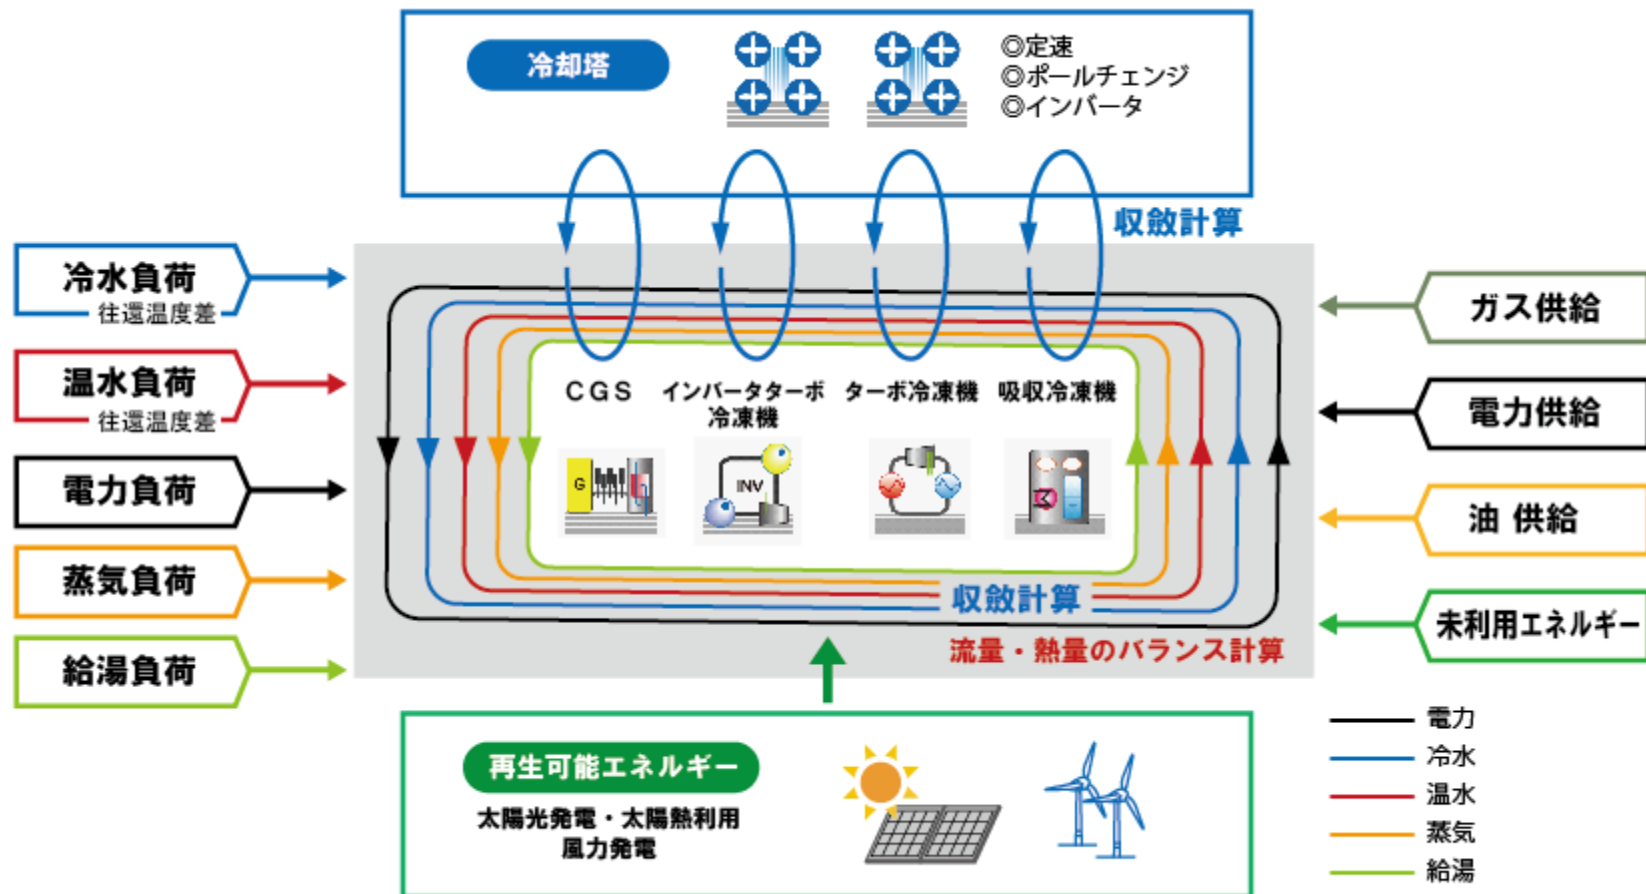 冷却塔
◎定速
◎ポールチェンジ
◎インバータ
収斂計算
冷水負荷
往還温度差
温水負荷
往還温度差
電力負荷
蒸気負荷
給湯負荷
CGS
インバータターボ
冷凍機
ターボ冷凍機
吸収冷凍機
G
INV
収斂計算
流量・熱量のバランス計算
ガス供給
電力供給
油 供給
未利用エネルギー
再生可能エネルギー
太陽光発電・太陽熱利用
風力発電
電力
冷水
温水
蒸気
給湯